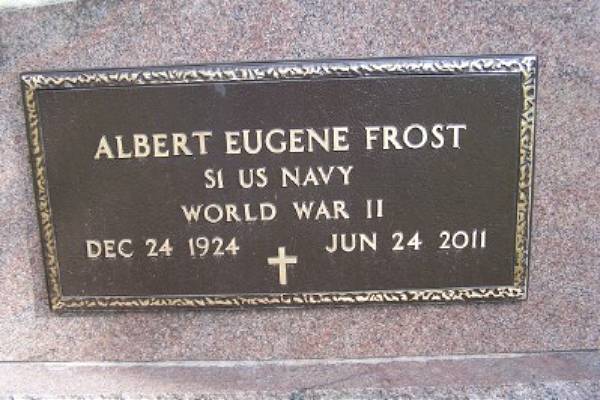 ALBERT EUGENE FROST
S1 US NAVY
WORLD WAR II
DEC 24 1924 JUN 24 2011